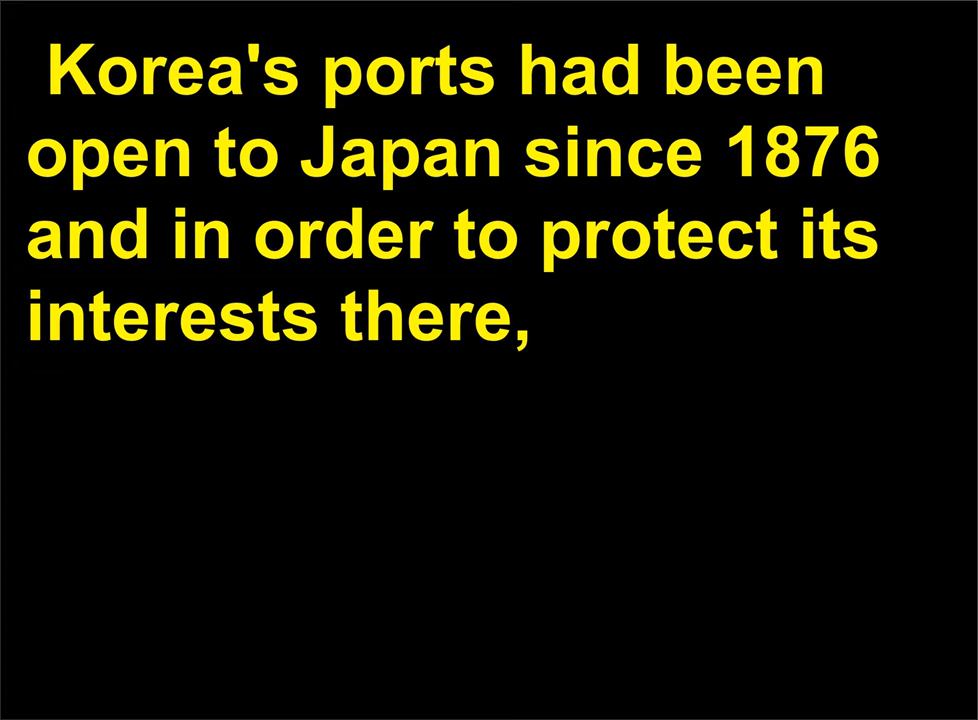 Korea's ports had been
open to Japan since 1876
and in order to protect its
interests there,